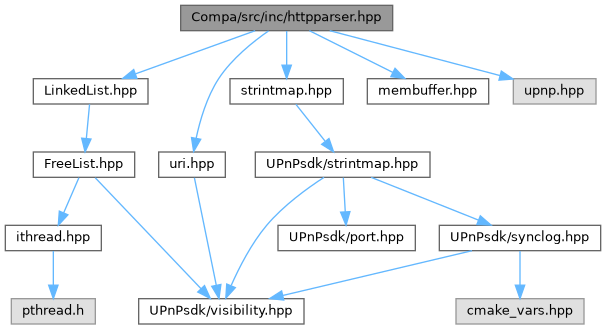 Compa/src/inc/httpparser.hpp
LinkedList.hpp
strintmap.hpp
membuffer.hpp
upnp.hpp
FreeList.hpp
uri.hpp
UPnPsdk/strintmap.hpp
ithread.hpp
UPnPsdk/port.hpp
UPnPsdk/synclog.hpp
pthread.h
UPnPsdk/visibility.hpp
cmake_vars.hpp